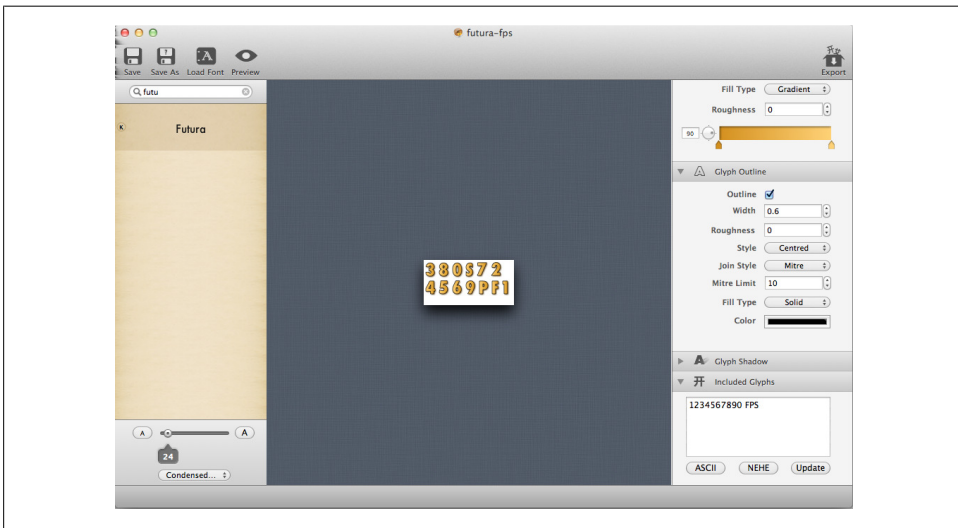 futura-fps
Save Save As Load Font Preview
Export
futu
K
Futura
A A
24
Condensed...
380S72
4569PF1
Fill Type Gradient
Roughness 0
90
Glyph Outline
Outline
Width 0.6
Roughness 0
Style Centred
Join Style Mitre
Mitre Limit 10
Fill Type Solid
Color
Glyph Shadow
Included Glyphs
1234567890 FPS
ASCII NEHE Update